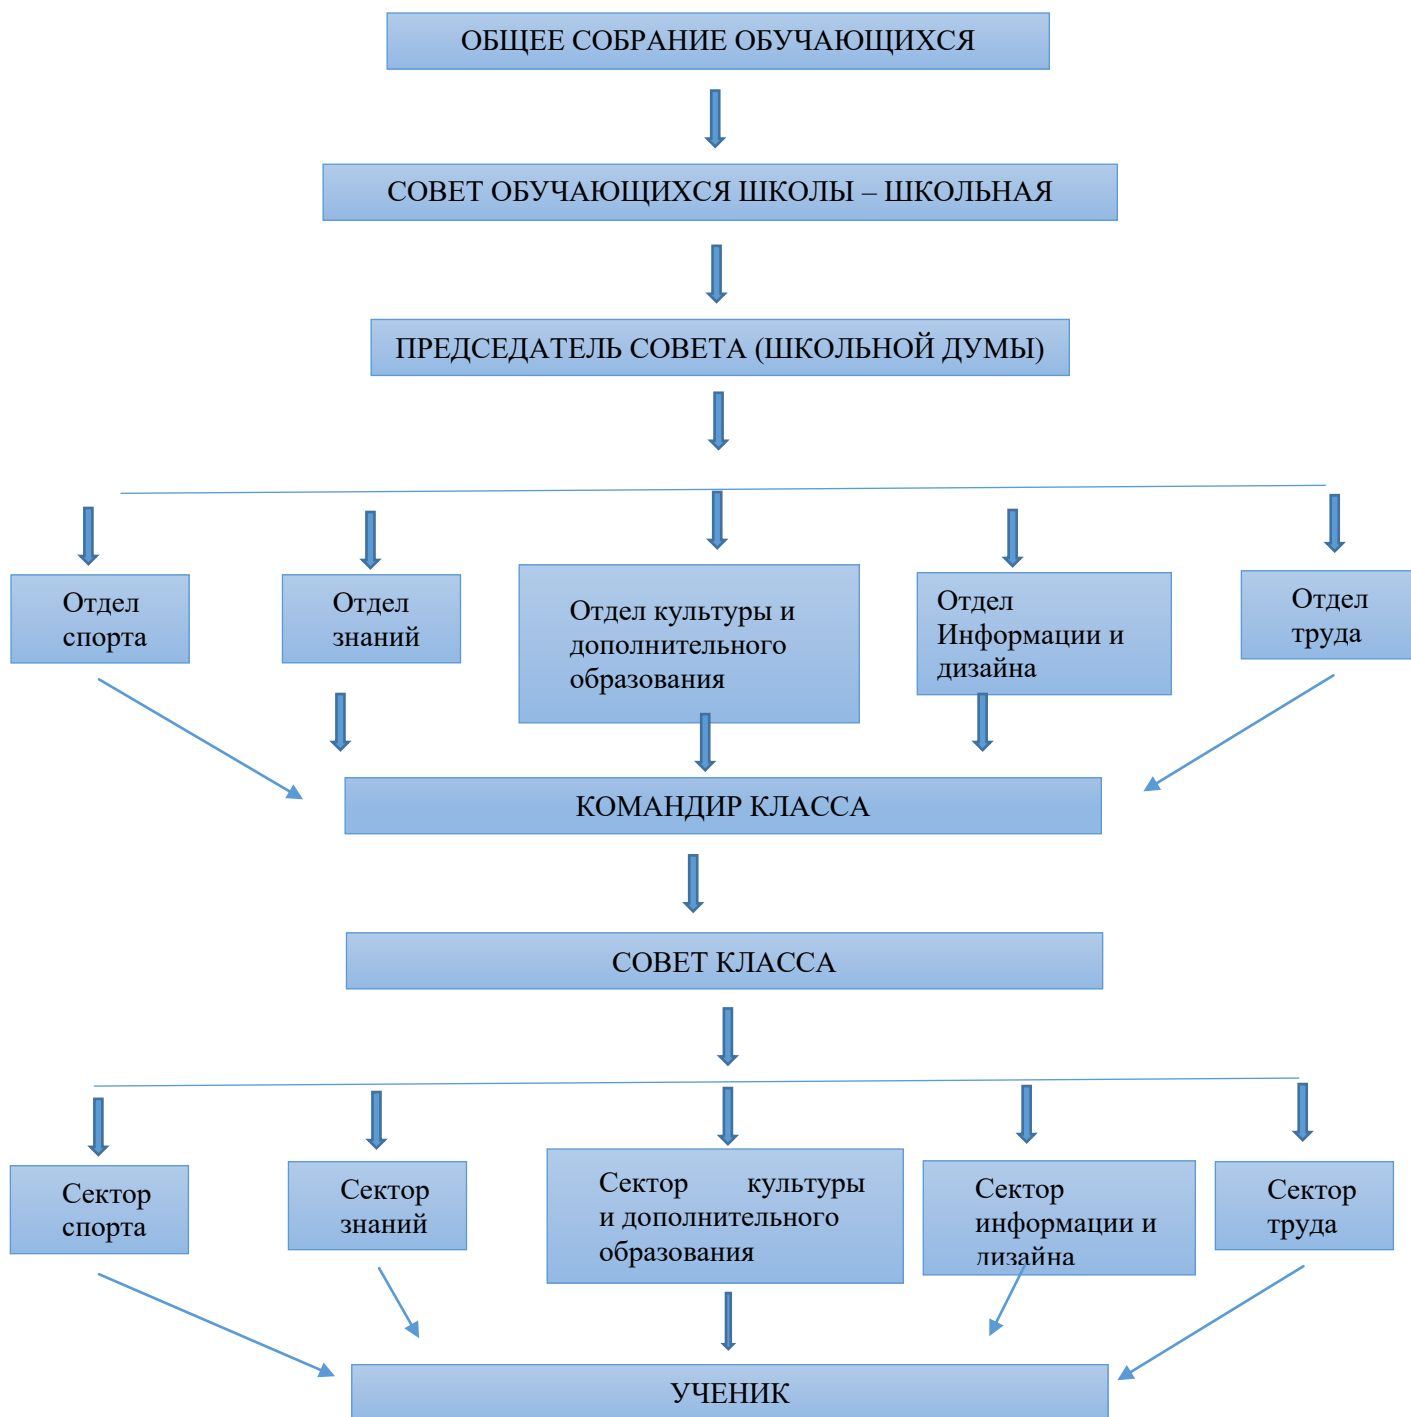 ОБЩЕЕ СОБРАНИЕ ОБУЧАЮЩИХСЯ
СОВЕТ ОБУЧАЮЩИХСЯ ШКОЛЫ – ШКОЛЬНАЯ
ПРЕДСЕДАТЕЛЬ СОВЕТА (ШКОЛЬНОЙ ДУМЫ)
Отдел
спорта
Отдел
знаний
Отдел культуры и
дополнительного
образования
Отдел
Информации и
дизайна
Отдел
труда
КОМАНДИР КЛАССА
СОВЕТ КЛАССА
Сектор
спорта
Сектор
знаний
Сектор культуры
и дополнительного
образования
Сектор
информации и
дизайна
Сектор
труда
УЧЕНИК